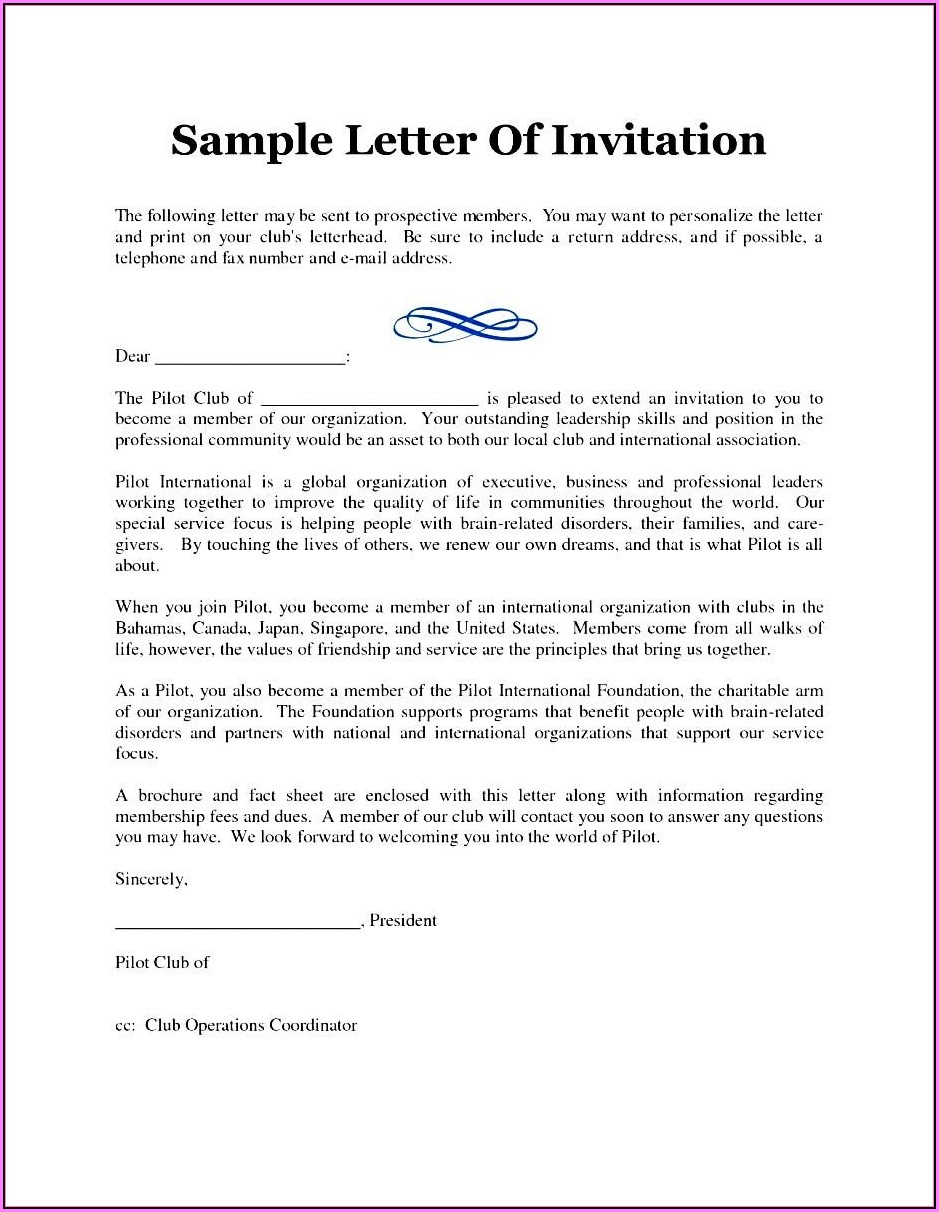 Sample Letter Of Invitation
The following letter may be sent to prospective members. You may want to personalize the letter
and print on your club's letterhead. Be sure to include a return address, and if possible, a
telephone and fax number and e-mail address.
Dear ____________________:
The Pilot Club of _______________________ is pleased to extend an invitation to you to
become a member of our organization. Your outstanding leadership skills and position in the
professional community would be an asset to both our local club and international association.
Pilot International is a global organization of executive, business and professional leaders
working together to improve the quality of life in communities throughout the world. Our
special service focus is helping people with brain-related disorders, their families, and care-
givers. By touching the lives of others, we renew our own dreams, and that is what Pilot is all
about.
When you join Pilot, you become a member of an international organization with clubs in the
Bahamas, Canada, Japan, Singapore, and the United States. Members come from all walks of
life, however, the values of friendship and service are the principles that bring us together.
As a Pilot, you also become a member of the Pilot International Foundation, the charitable arm
of our organization. The Foundation supports programs that benefit people with brain-related
disorders and partners with national and international organizations that support our service
focus.
A brochure and fact sheet are enclosed with this letter along with information regarding
membership fees and dues. A member of our club will contact you soon to answer any questions
you may have. We look forward to welcoming you into the world of Pilot.
Sincerely,
__________________________, President
Pilot Club of
cc: Club Operations Coordinator